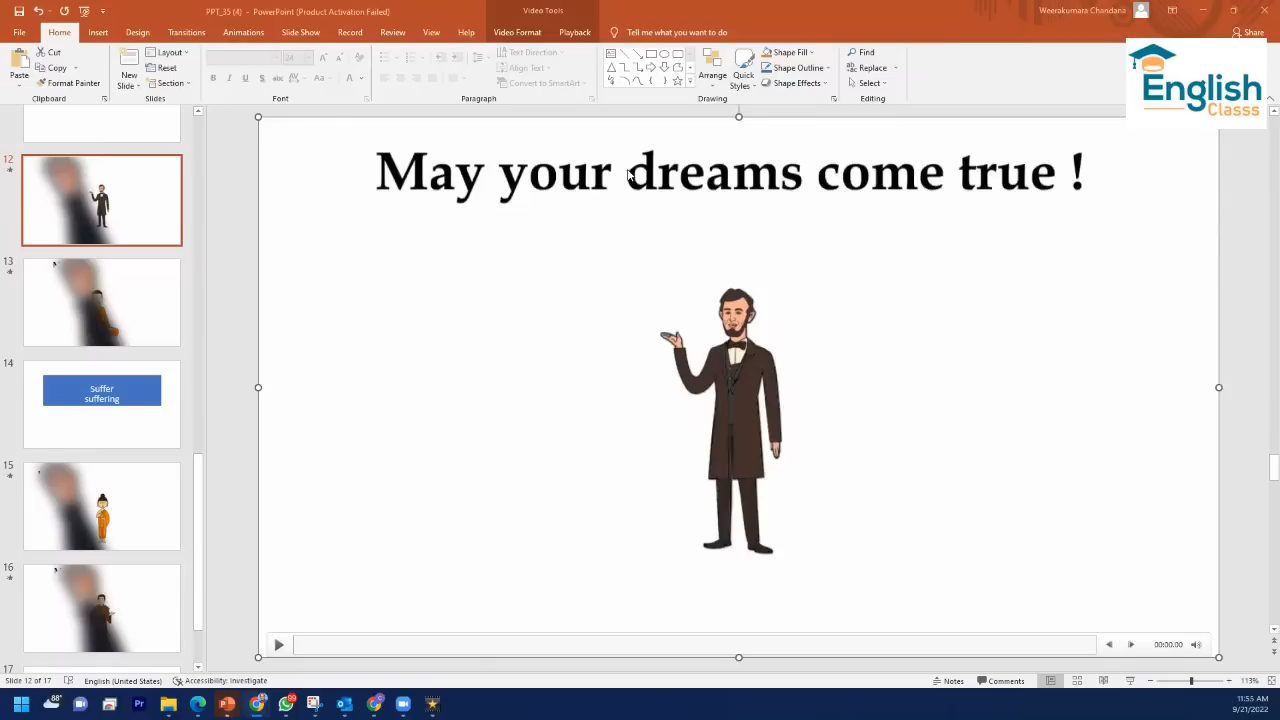 PPT_35 (4) - PowerPoint (Product Activation Failed)
Video Tools
Weerakumara Chandana
File Home Insert Design Transitions Animations Slide Show Record Review View Help Video Format Playback Tell me what you want to do
Share
Paste
Cut
Copy
Format Painter
Clipboard
New
Slides
Layout
Reset
Section
Slides
24
Font
Text Direction
Align Text
Convert to SmartArt
Paragraph
Arrange
Quick
Styles
Shape Fill
Shape Outline
Shape Effects
Drawing
Find
Replace
Select
Editing
English
Classs
12
13
14
Suffer
suffering
15
16
17
May your dreams come true !
00:00.00
Slide 12 of 17
English (United States)
Accessibility: Investigate
Notes
Comments
113%
88°
99
11:55 AM
9/21/2022